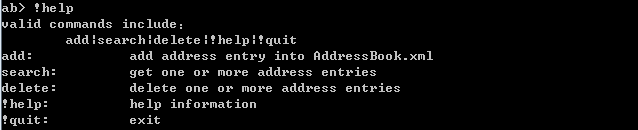 ab> !help
valid commands include:
add|search|delete|!help|!quit
add: add address entry into AddressBook.xml
search: get one or more address entries
delete: delete one or more address entries
!help: help information
!quit: exit